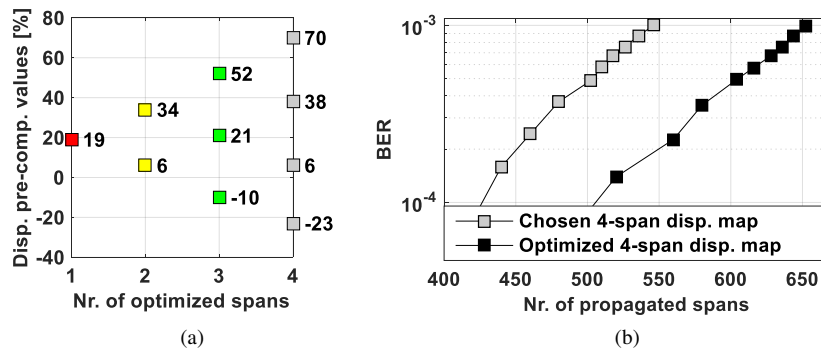 80
60
40
20
0
-20
-40
Disp. pre-comp. values [%]
19
34
6
52
21
-10
70
38
6
-23
1 2 3 4
Nr. of optimized spans
(a)
10^-3
10^-4
BER
Chosen 4-span disp. map
Optimized 4-span disp. map
400 450 500 550 600 650
Nr. of propagated spans
(b)